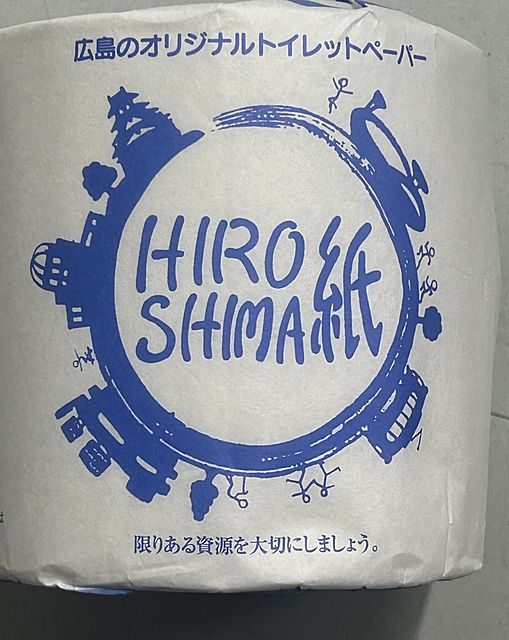 広島のオリジナルトイレットペーパー
HIRO
SHIMA紙
限りある資源を大切にしましょう。
は